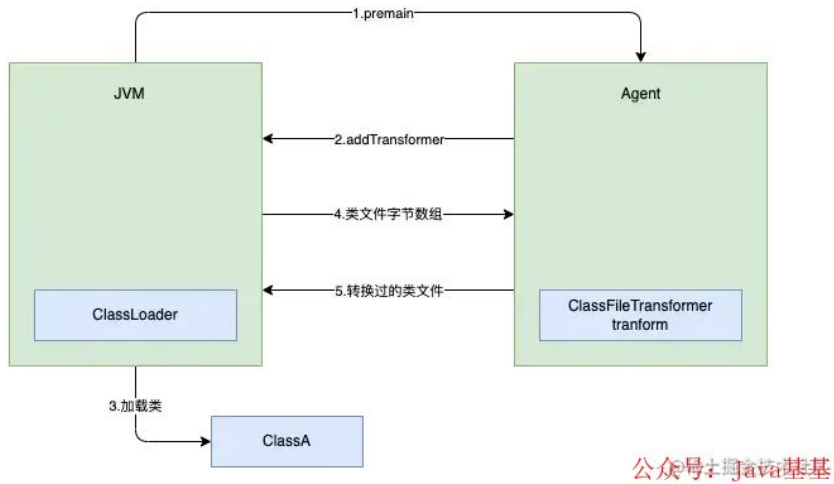 1.premain
JVM
Agent
2.addTransformer
4.类文件字节数组
5.转换过的类文件
ClassLoader
ClassFileTransformer
tranform
3.加载类
ClassA
公众号：Java基基